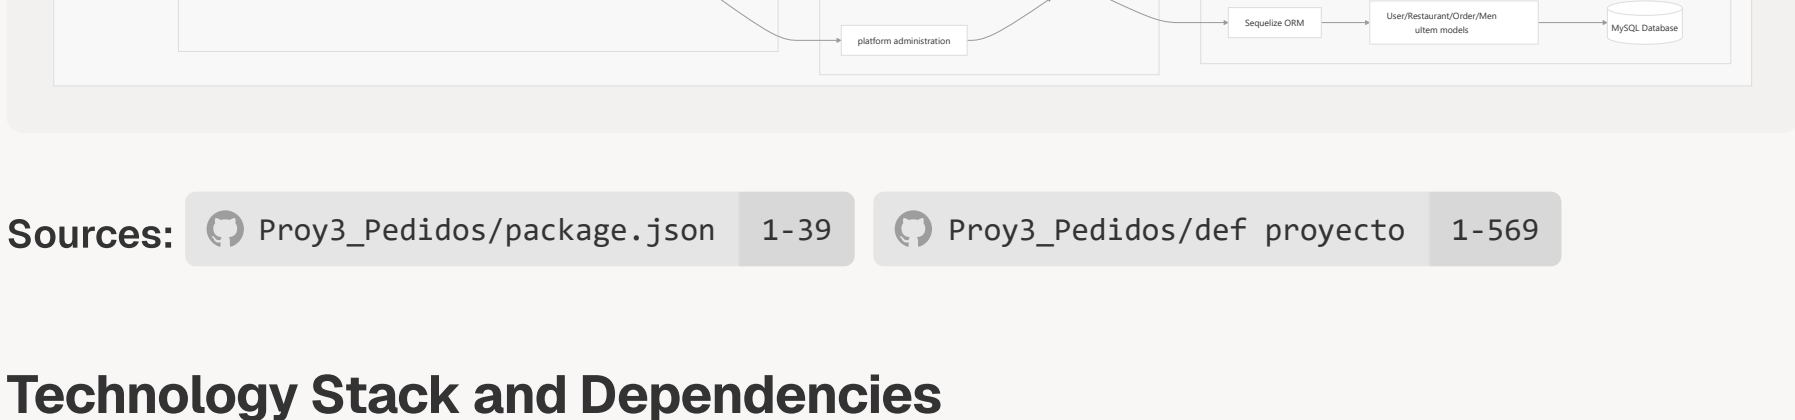 Sequelize ORM
User/Restaurant/Order/Men
uItem models
MySQL Database
platform administration
Sources: Proy3_Pedidos/package.json 1-39 Proy3_Pedidos/def proyecto 1-569
Technology Stack and Dependencies